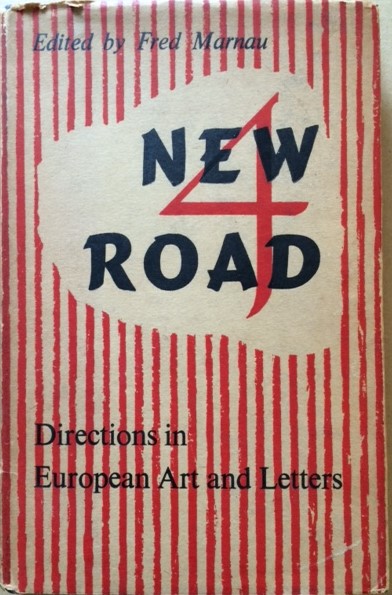 Edited by Fred Marnau
NEW
4
ROAD
Directions in
European Art and Letters